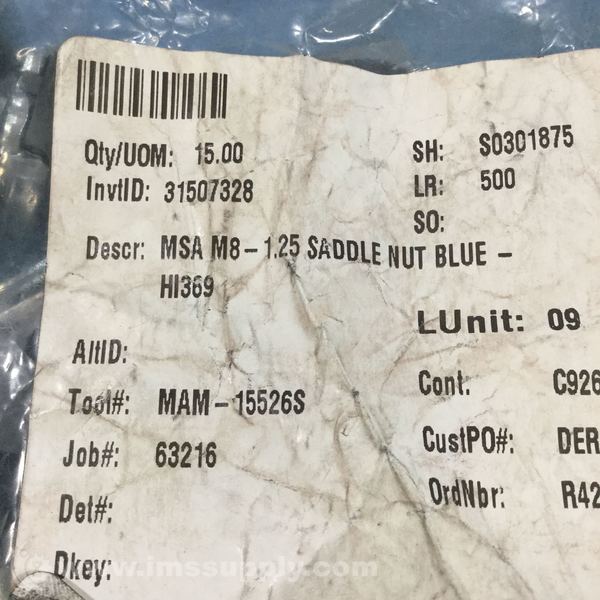 Qty/UOM: 15.00
SH: S0301875
InvtID: 31507328
LR: 500
SO:
Descr: MSA M8-1.25 SADDLE NUT BLUE -
HI369
LUnit: 09
AltID:
Cont. C926
Tool#: MAM-15526S
CustPO#: DER
Job#: 63216
OrdNbr: R42
Det#:
Dkey:
www.imssupply.com